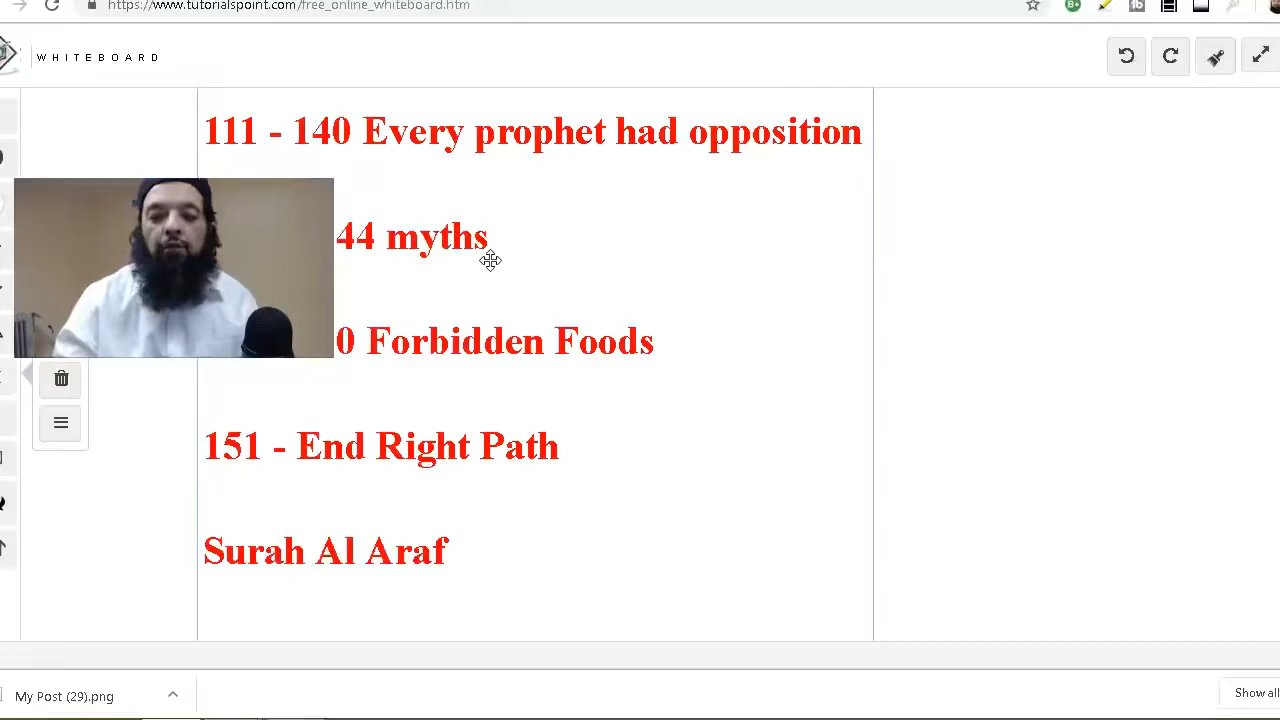 https://www.tutorialspoint.com/free_online_whiteboard.htm
WHITEBOARD
111 - 140 Every prophet had opposition
44 myths
0 Forbidden Foods
151 - End Right Path
Surah Al Araf
My Post (29).png
Show all